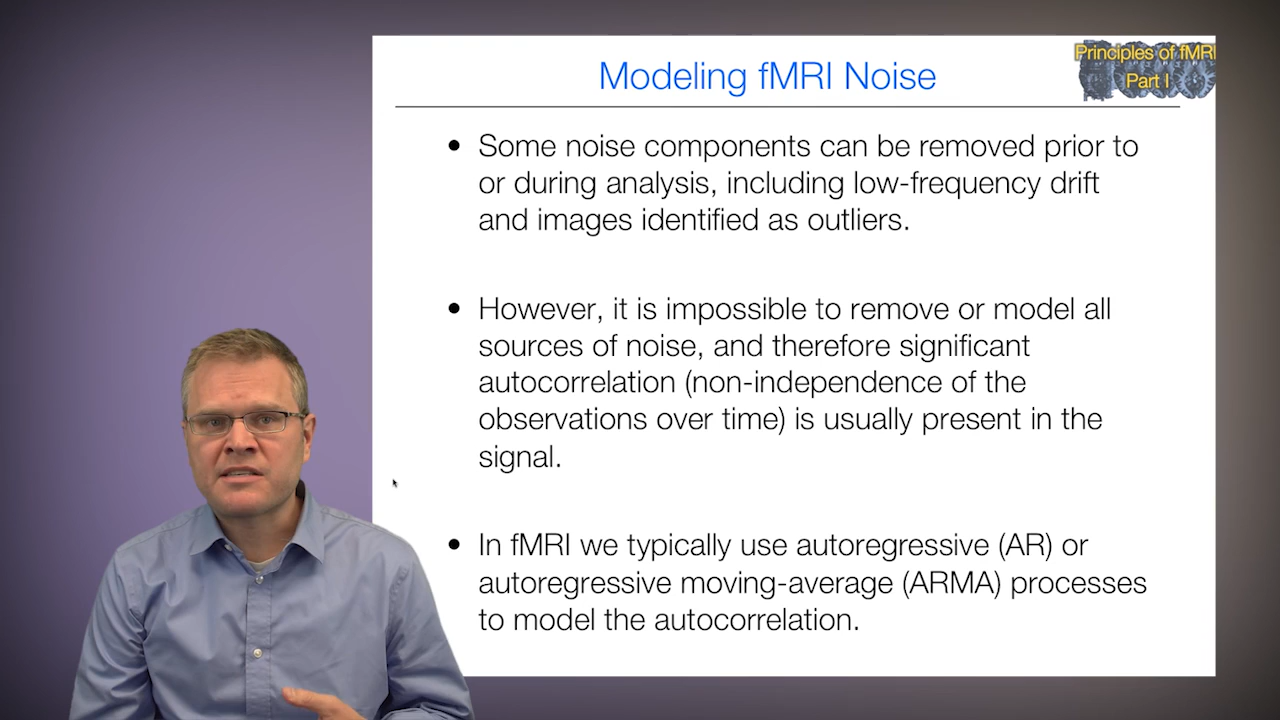 Modeling fMRI Noise
Principles of fMRI
Part I
• Some noise components can be removed prior to
or during analysis, including low-frequency drift
and images identified as outliers.
• However, it is impossible to remove or model all
sources of noise, and therefore significant
autocorrelation (non-independence of the
observations over time) is usually present in the
signal.
• In fMRI we typically use autoregressive (AR) or
autoregressive moving-average (ARMA) processes
to model the autocorrelation.